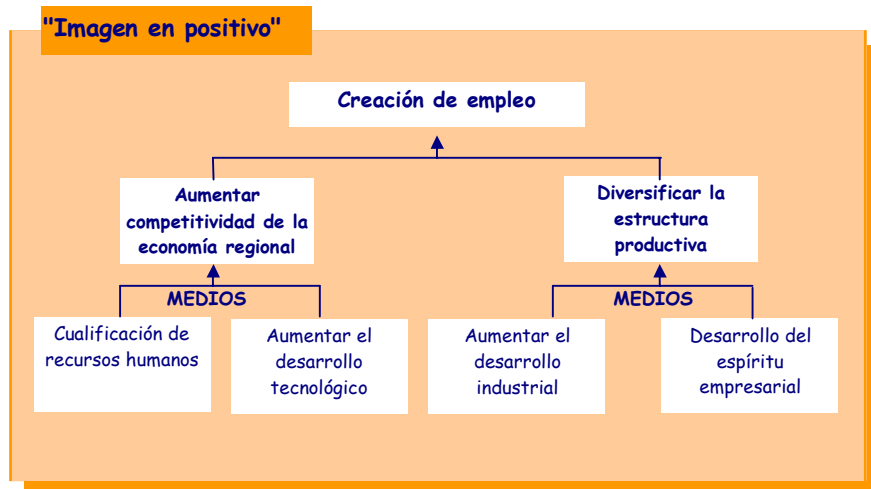 "Imagen en positivo"
Creación de empleo
Aumentar
competitividad de la
economía regional
Diversificar la
estructura
productiva
MEDIOS
MEDIOS
Cualificación de
recursos humanos
Aumentar el
desarrollo
tecnológico
Aumentar el
desarrollo
industrial
Desarrollo del
espíritu
empresarial